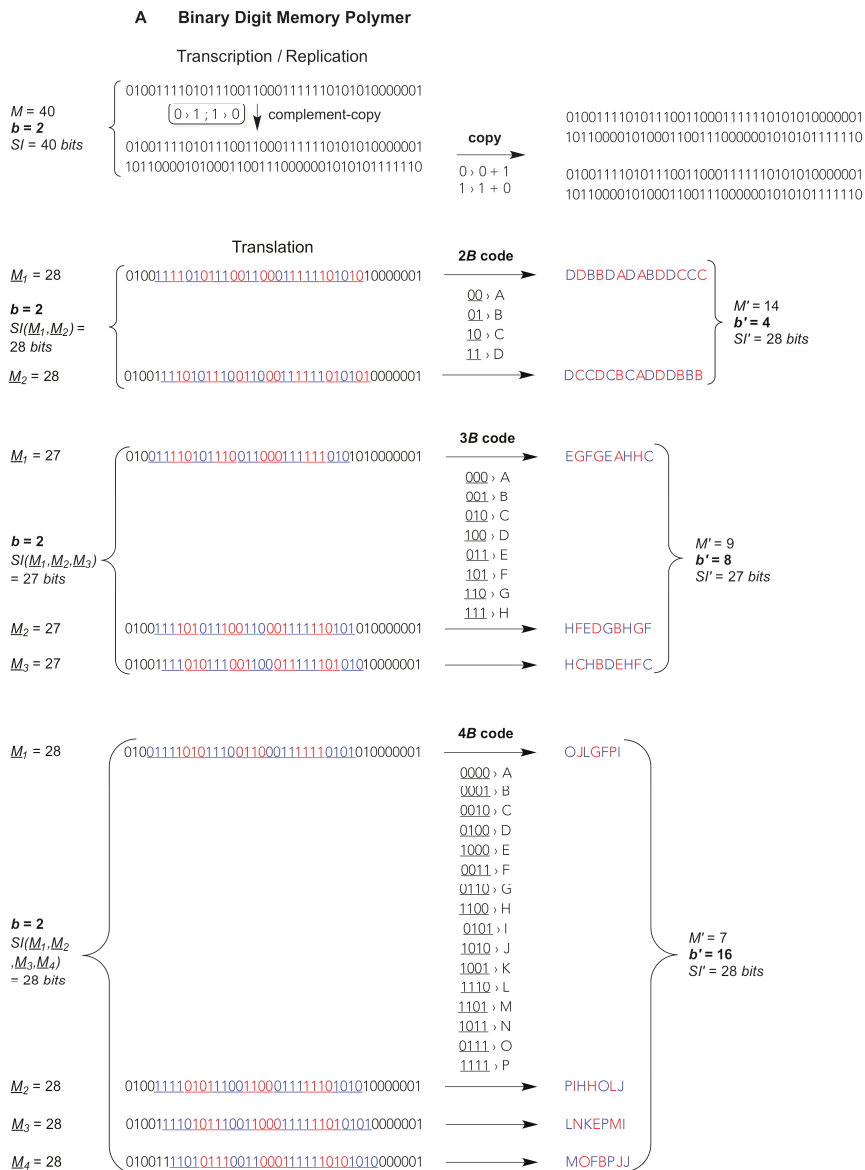 A Binary Digit Memory Polymer
Transcription / Replication
0100111101011100110001111110101010000001
M = 40
b = 2
SI = 40 bits
0 › 1 ; 1 › 0
complement-copy
0100111101011100110001111110101010000001
1011000010100011001110000001010101111110
copy
0 › 0 + 1
1 › 1 + 0
0100111101011100110001111110101010000001
1011000010100011001110000001010101111110
0100111101011100110001111110101010000001
1011000010100011001110000001010101111110
Translation
2B code
M1 = 28
0100111101011100110001111110101010000001
DDBBDADABDDCCC
00 › A
01 › B
10 › C
11 › D
b = 2
SI(M1,M2) =
28 bits
M' = 14
b' = 4
SI' = 28 bits
M2 = 28
0100111101011100110001111110101010000001
DCCDCBCADDDBBB
3B code
M1 = 27
0100111101011100110001111110101010000001
EGFGEAHHC
000 › A
001 › B
010 › C
100 › D
011 › E
101 › F
110 › G
111 › H
b = 2
SI(M1,M2,M3)
= 27 bits
M' = 9
b' = 8
SI' = 27 bits
M2 = 27
0100111101011100110001111110101010000001
HFEDGBHGF
M3 = 27
0100111101011100110001111110101010000001
HCHBDEHFC
4B code
M1 = 28
0100111101011100110001111110101010000001
OJLGFPI
0000 › A
0001 › B
0010 › C
0100 › D
1000 › E
0011 › F
0110 › G
1100 › H
0101 › I
1010 › J
1001 › K
1110 › L
1101 › M
1011 › N
0111 › O
1111 › P
b = 2
SI(M1,M2
,M3,M4)
= 28 bits
M' = 7
b' = 16
SI' = 28 bits
M2 = 28
0100111101011100110001111110101010000001
PIHHOLJ
M3 = 28
0100111101011100110001111110101010000001
LNKEPMI
M4 = 28
0100111101011100110001111110101010000001
MOFBPJJ